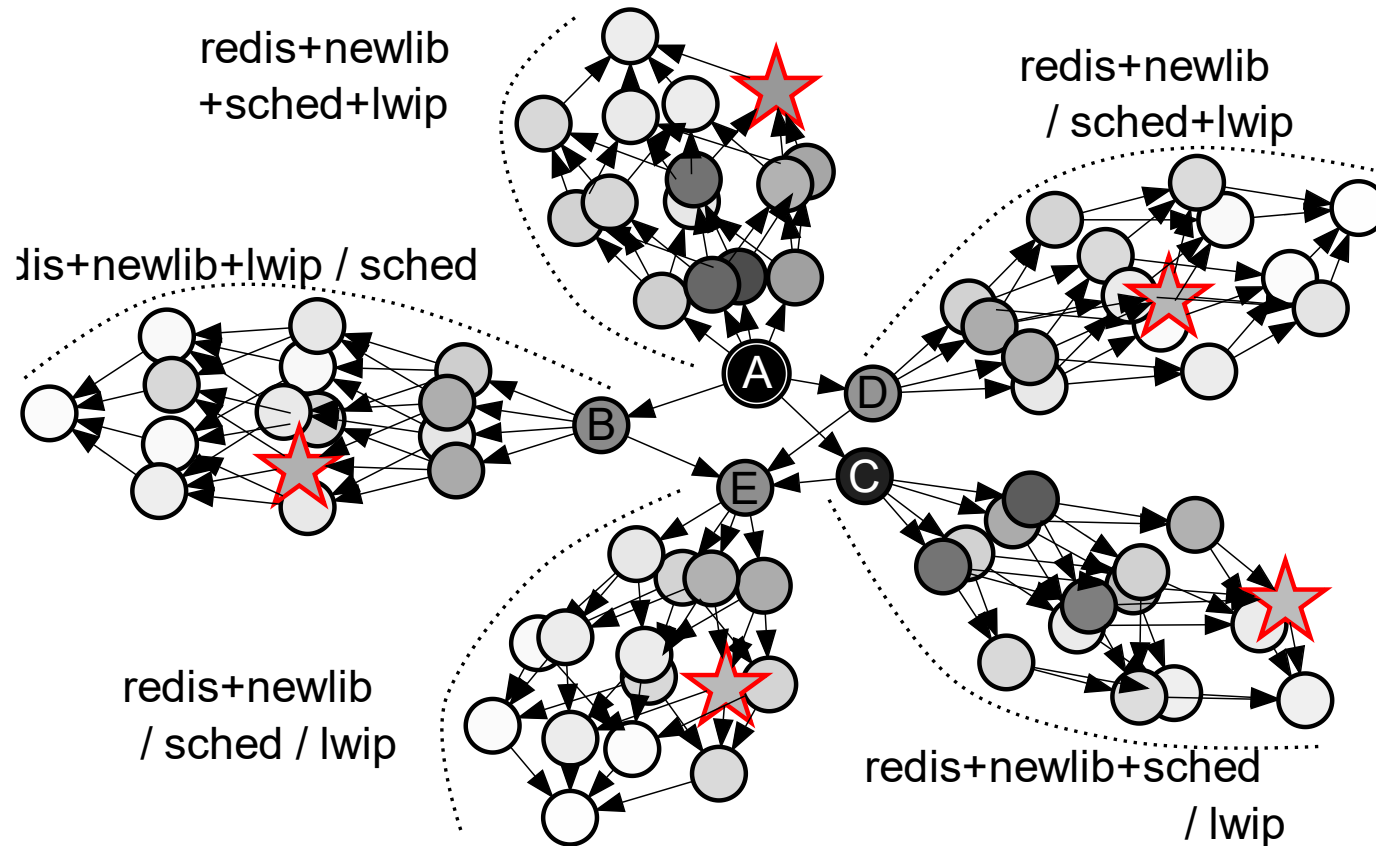 redis+newlib
+sched+lwip
redis+newlib
/ sched+lwip
dis+newlib+lwip / sched
A
D
B
C
E
redis+newlib
/ sched / lwip
redis+newlib+sched
/ lwip